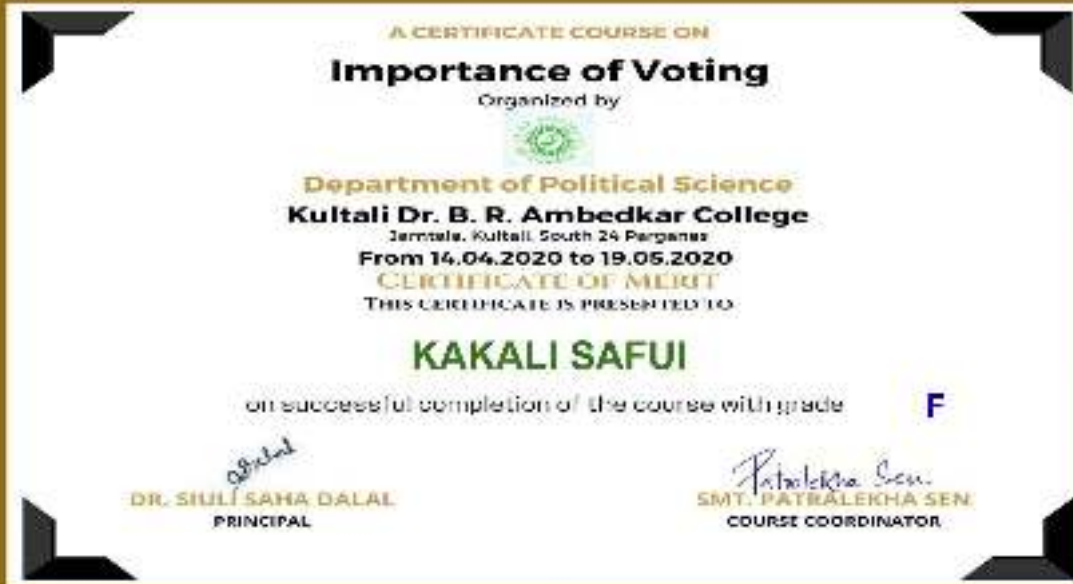 A CERTIFICATE COURSE ON
Importance of Voting
Organized by
Department of Political Science
Kultali Dr. B. R. Ambedkar College
Jamtala, Kultali, South 24 Parganas
From 14.04.2020 to 19.05.2020
CERTIFICATE OF MERIT
THIS CERTIFICATE IS PRESENTED TO
KAKALI SAFUI
on successful completion of the course with grade F
Patralekha Sen.
DR. SIULI SAHA DALAL
PRINCIPAL
SMT. PATRALEKHA SEN
COURSE COORDINATOR